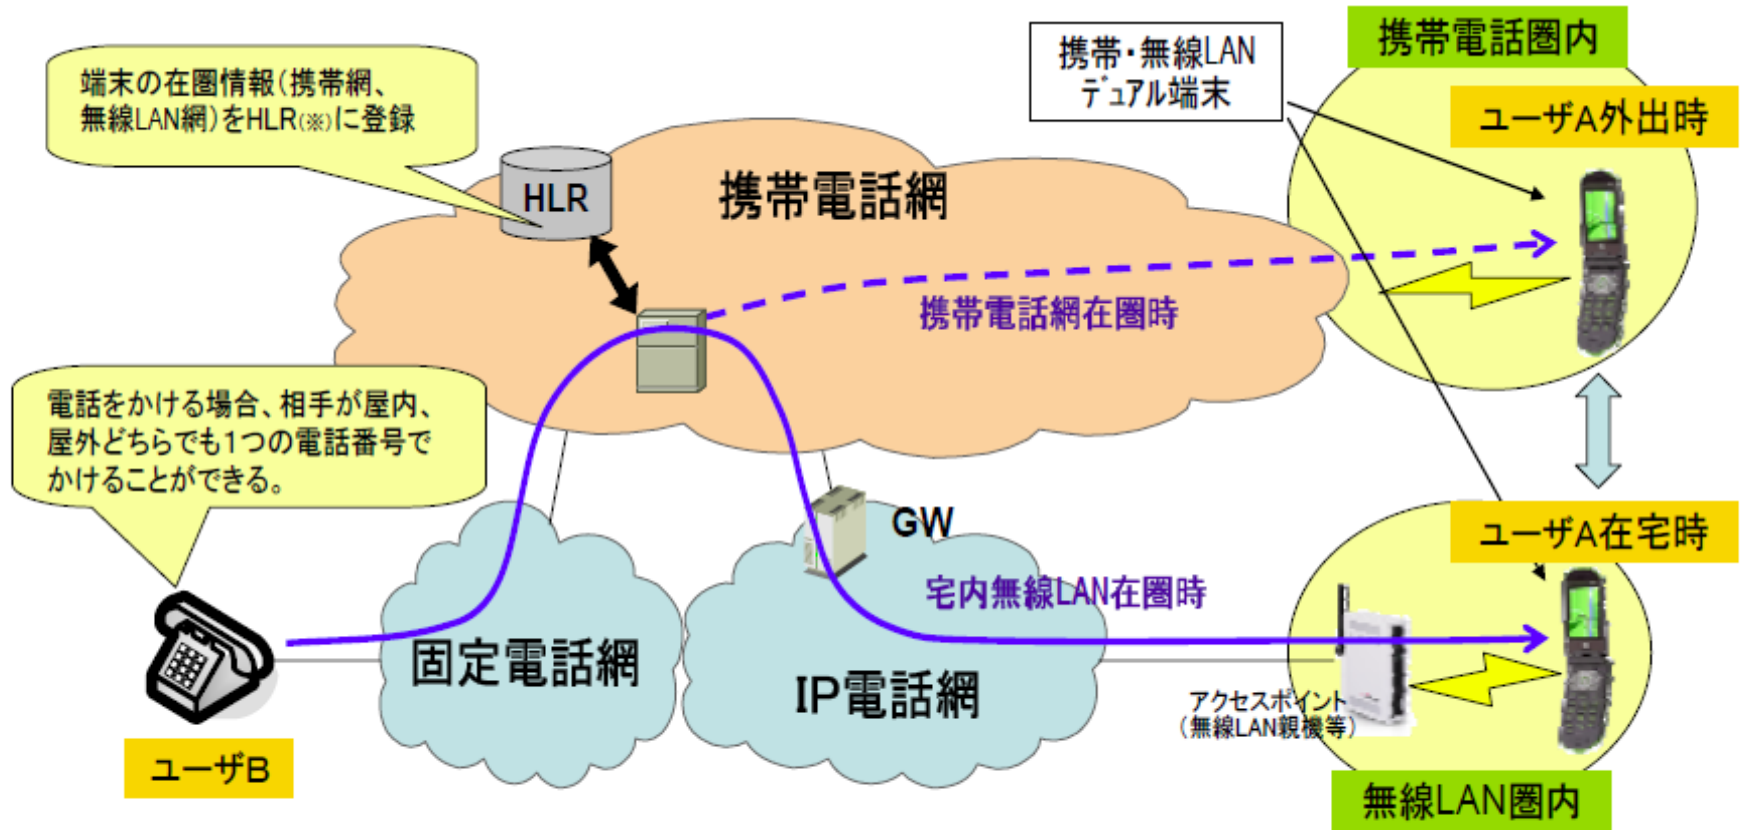 携帯電話圏内
携帯・無線LAN
デュアル端末
端末の在圏情報(携帯網、
無線LAN網)をHLR(※)に登録
ユーザA外出時
HLR
携帯電話網
携帯電話網在圏時
電話をかける場合、相手が屋内、
屋外どちらでも1つの電話番号で
かけることができる。
GW
ユーザA在宅時
宅内無線LAN在圏時
固定電話網
IP電話網
アクセスポイント
(無線LAN親機等)
ユーザB
無線LAN圏内